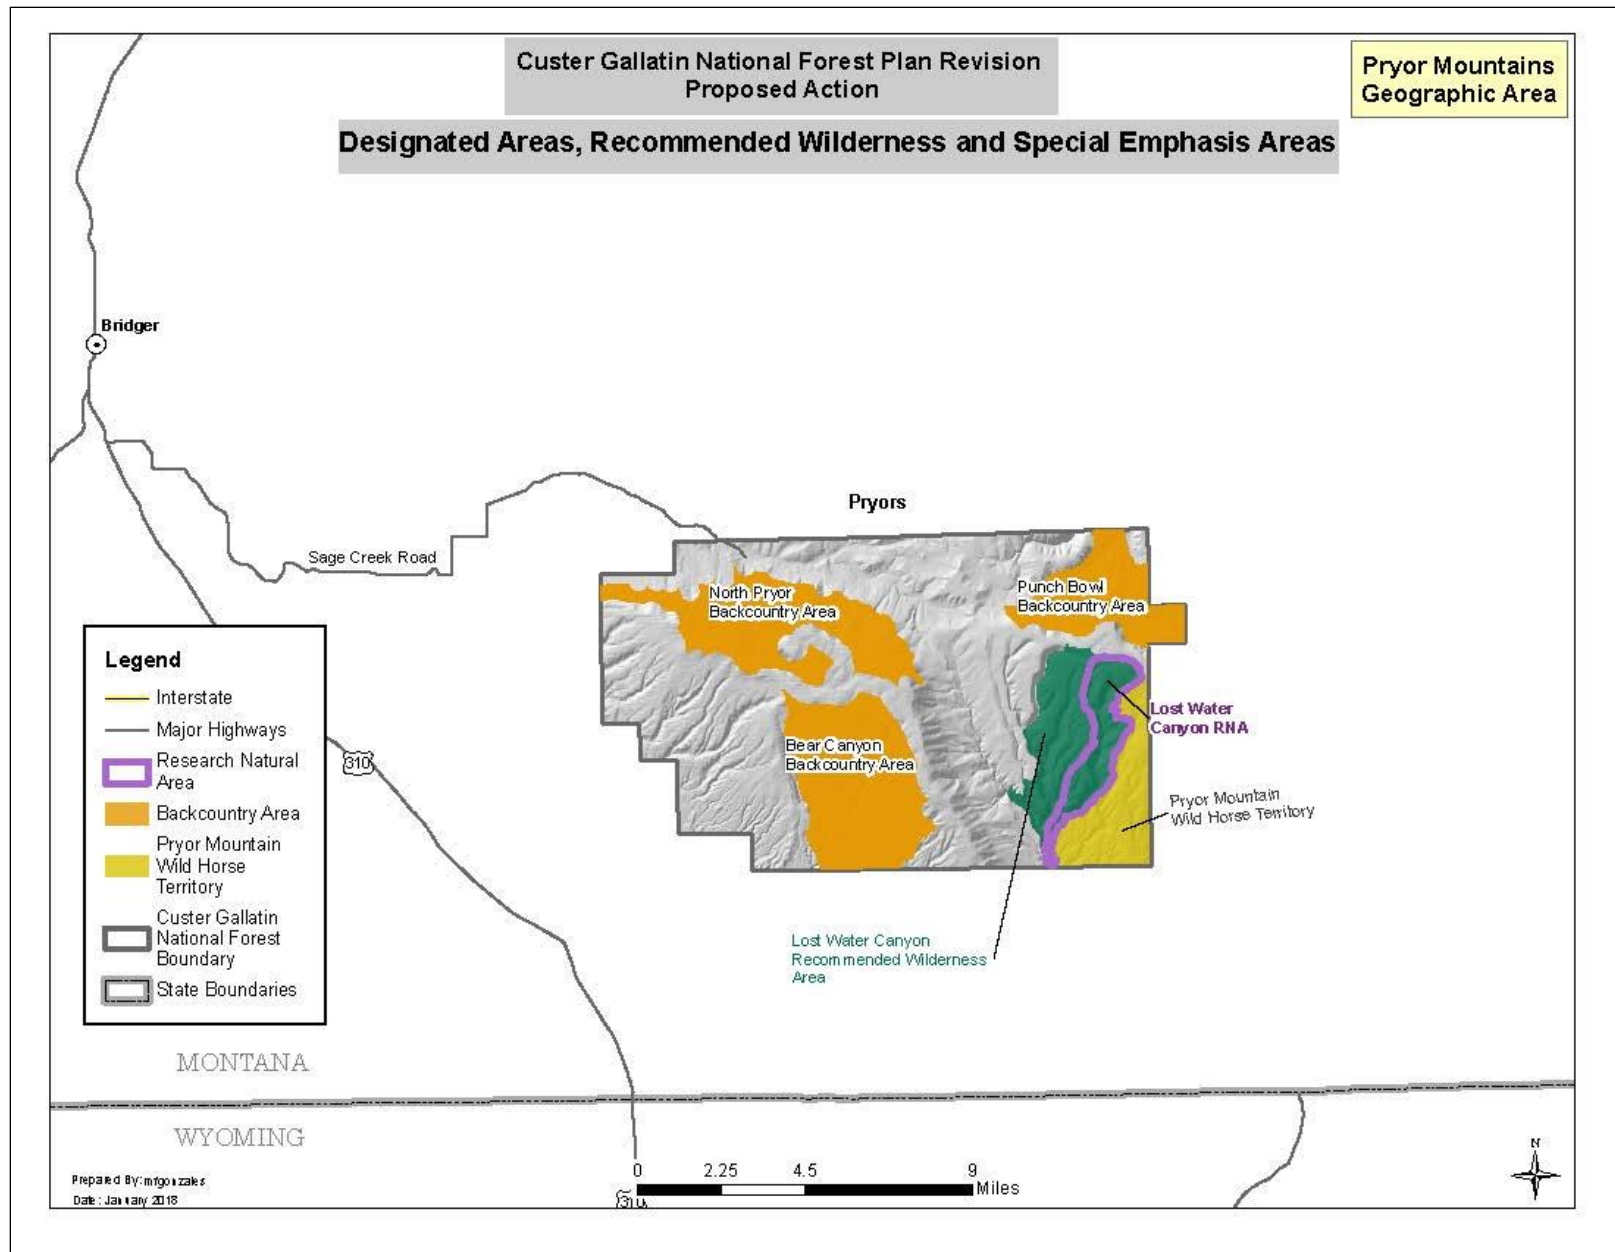 Custer Gallatin National Forest Plan Revision
Proposed Action
Pryor Mountains
Geographic Area
Designated Areas, Recommended Wilderness and Special Emphasis Areas
Bridger
Pryors
Sage Creek Road
North Pryor
Backcountry Area
Punch Bowl
Backcountry Area
Bear Canyon
Backcountry Area
Lost Water
Canyon RNA
Pryor Mountain
Wild Horse Territory
Lost Water Canyon
Recommended Wilderness
Area
310
Legend
Interstate
Major Highways
Research Natural
Area
Backcountry Area
Pryor Mountain
Wild Horse
Territory
Custer Gallatin
National Forest
Boundary
State Boundaries
MONTANA
WYOMING
Prepared By: mfgonzales
Date: January 2018
0 2.25 4.5 9
Miles
310
N